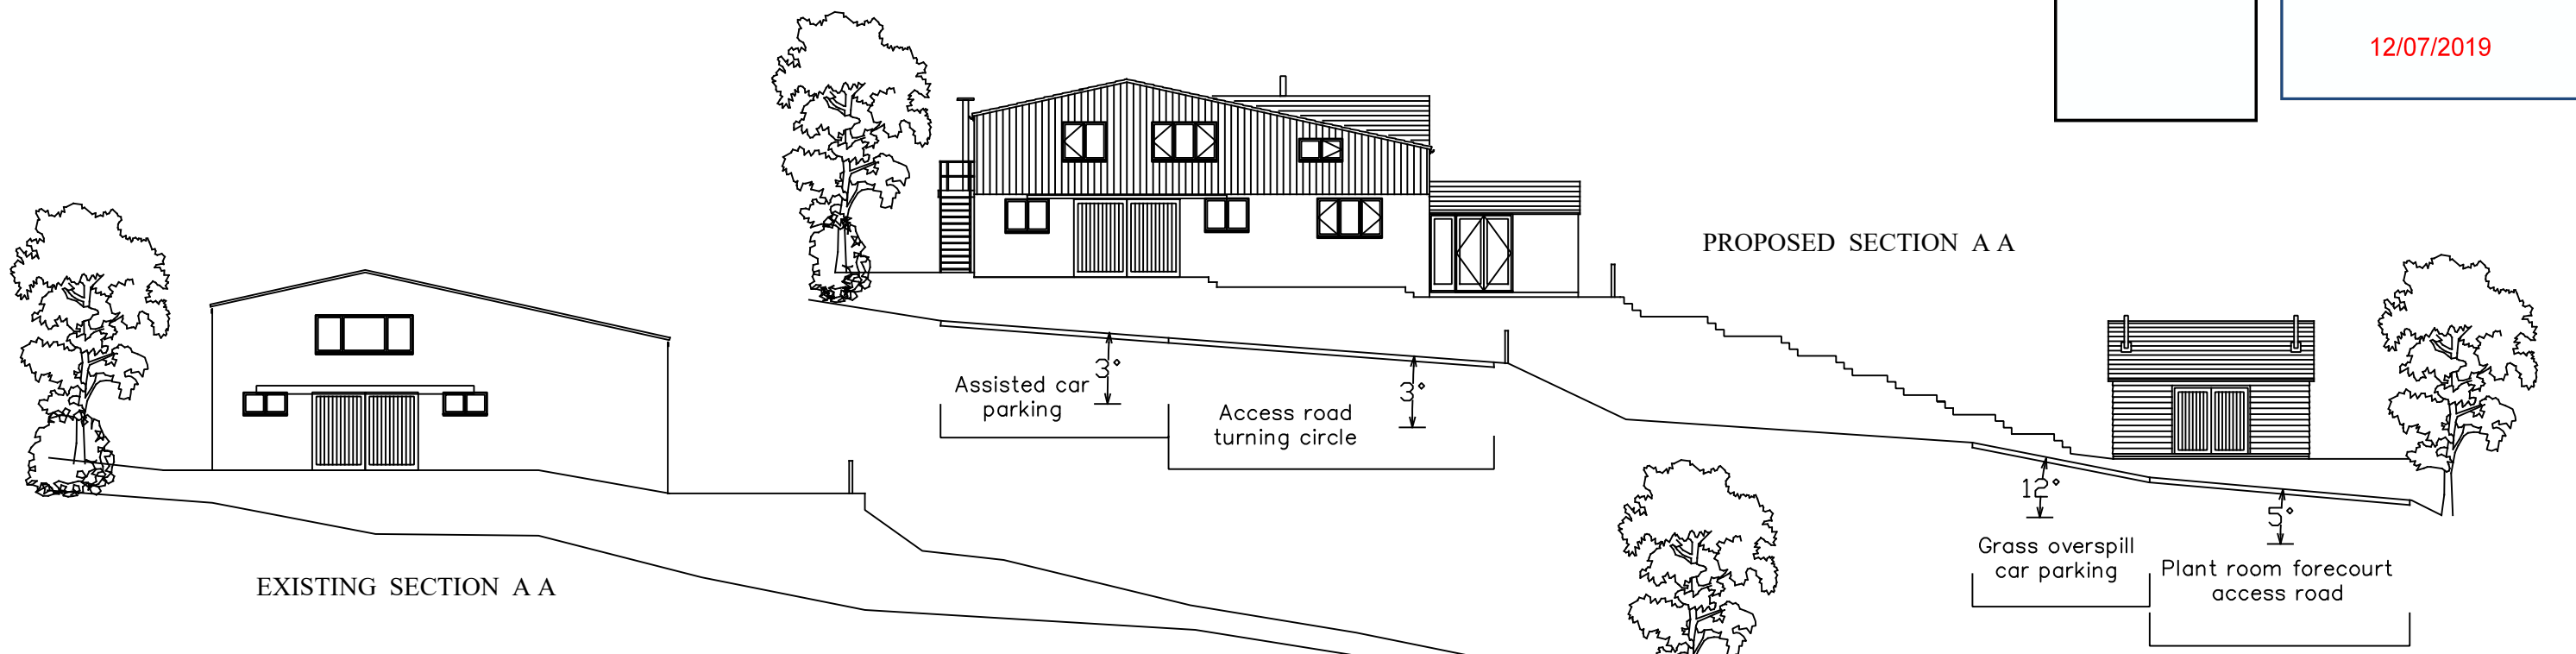 12/07/2019
PROPOSED SECTION A A
3°
3°
Assisted car
parking
Access road
turning circle
12°
5°
Grass overspill
car parking
Plant room forecourt
access road
EXISTING SECTION A A